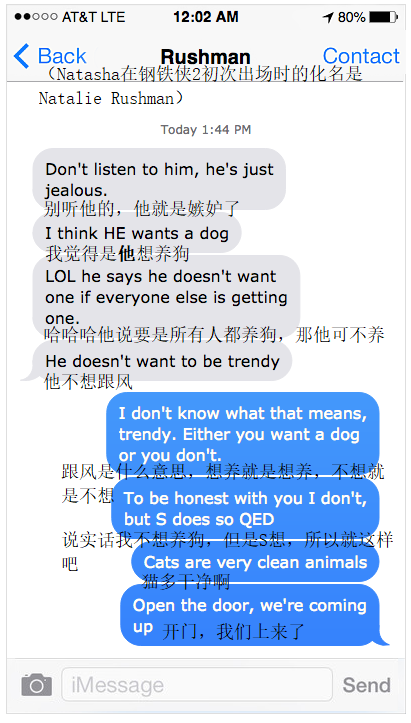 AT&T LTE 12:02 AM 80%
Back Rushman Contact
（Natasha在钢铁侠2初次出场时的化名是
Natalie Rushman）
Today 1:44 PM
Don't listen to him, he's just
jealous.
别听他的，他就是嫉妒了
I think HE wants a dog
我觉得是他想养狗
LOL he says he doesn't want
one if everyone else is getting
one.
哈哈哈他说要是所有人都养狗，那他可不养
He doesn't want to be trendy
他不想跟风
I don't know what that means,
trendy. Either you want a dog
or you don't.
跟风是什么意思，想养就是想养，不想就
是不想
To be honest with you I don't,
but S does so QED
说实话我不想养狗，但是S想，所以就这样
吧
Cats are very clean animals
猫多干净啊
Open the door, we're coming
up
开门，我们上来了
iMessage Send